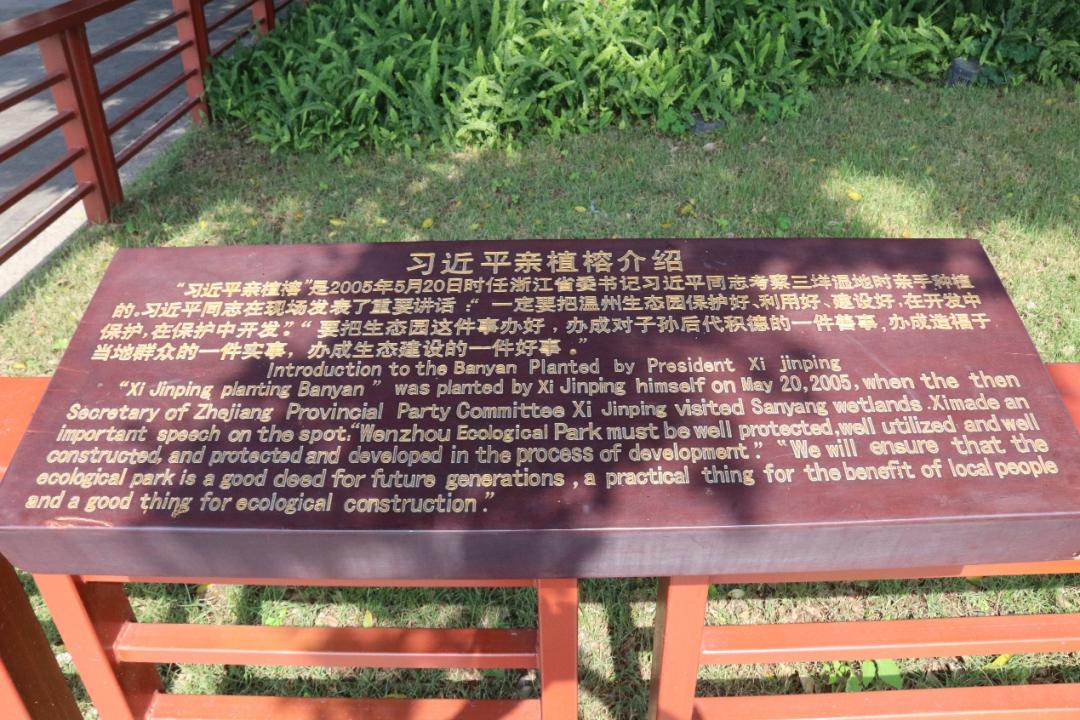 习近平亲植榕介绍
“习近平亲植榕”是2005年5月20日时任浙江省委书记习近平同志考察三垟湿地时亲手种植
的。习近平同志在现场发表了重要讲话：“一定要把温州生态园保护好、利用好、建设好，在开发中
保护，在保护中开发”。“要把生态园这件事办好，办成对子孙后代积德的一件善事，办成造福于
当地群众的一件实事，办成生态建设的一件好事。”
Introduction to the Banyan Planted by President Xi jinping
“Xi Jinping planting Banyan” was planted by Xi Jinping himself on May 20,2005, when the then
Secretary of Zhejiang Provincial Party Committee Xi Jinping visited Sanyang wetlands .Ximade an
important speech on the spot:“Wenzhou Ecological Park must be well protected,well utilized and well
constructed, and protected and developed in the process of development”. “We will ensure that the
ecological park is a good deed for future generations , a practical thing for the benefit of local people
and a good thing for ecological construction.”